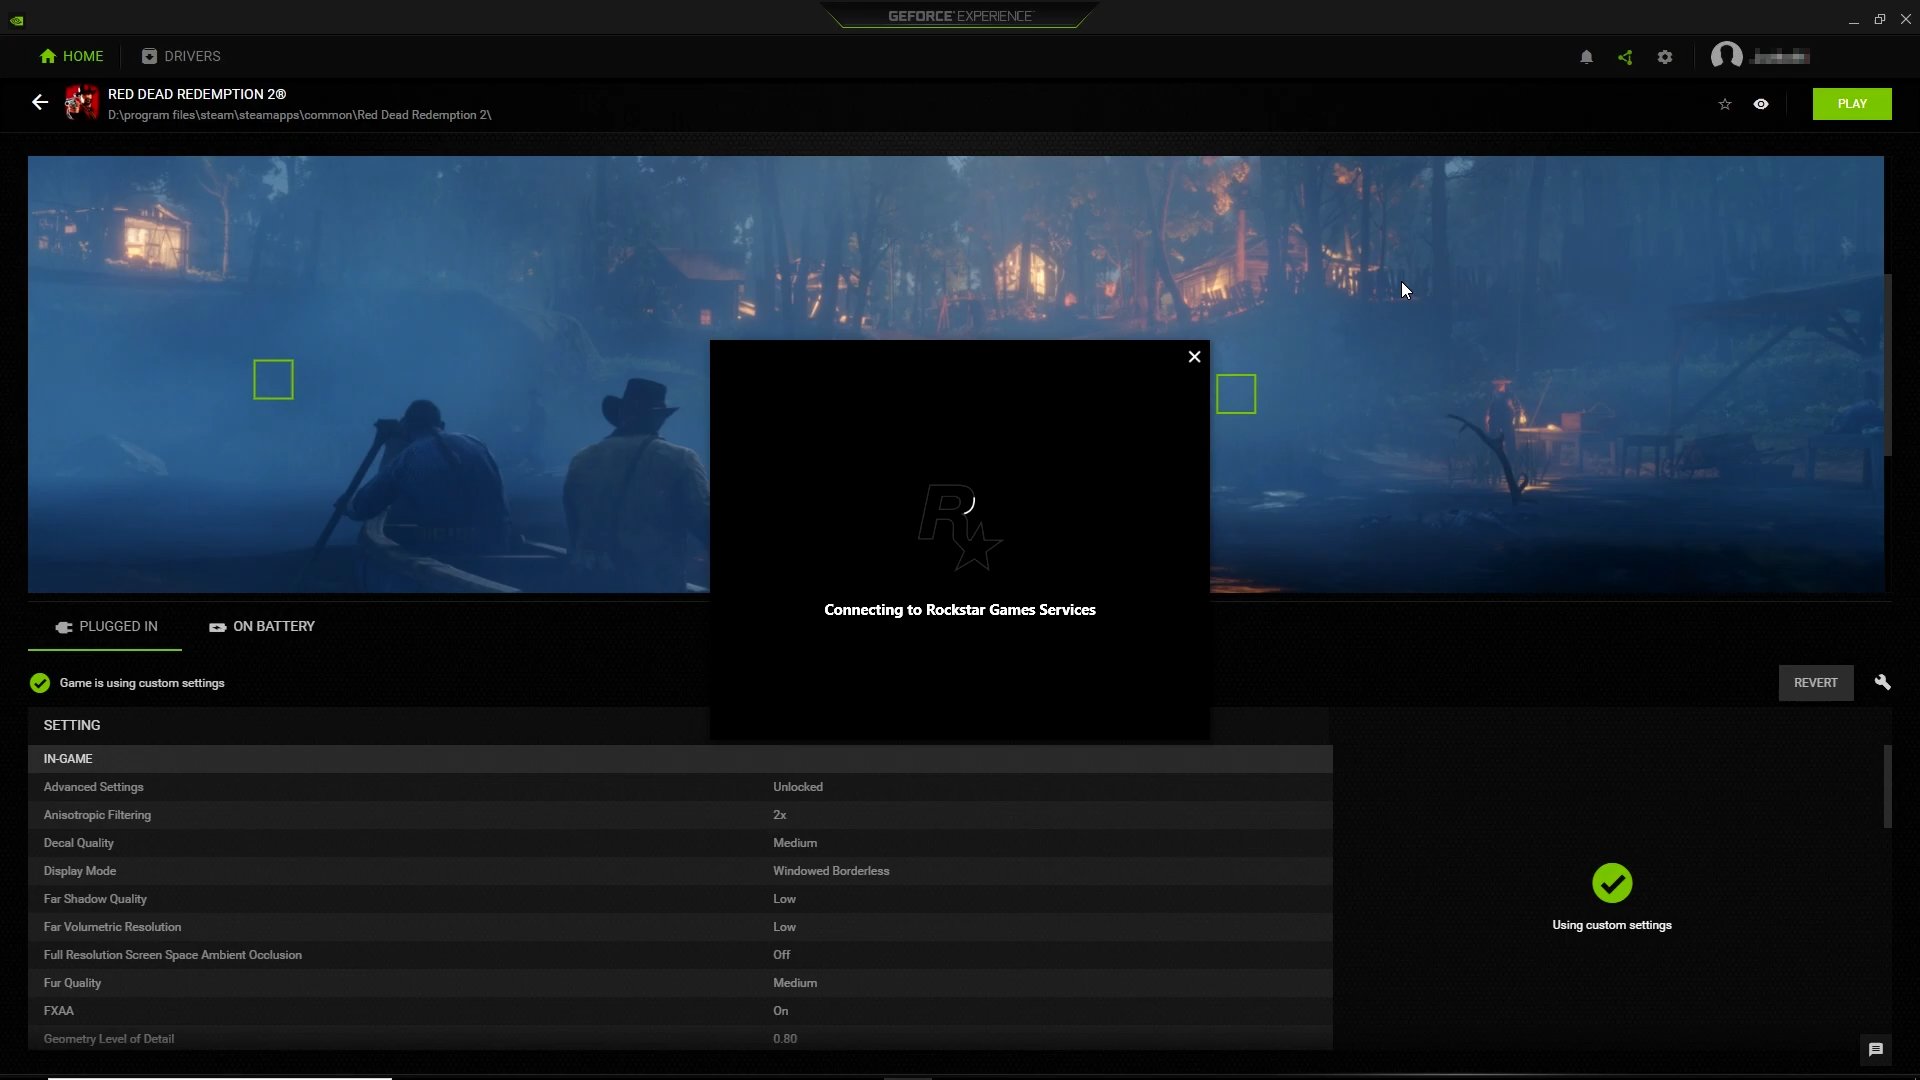 GEFORCE® EXPERIENCE™
HOME
DRIVERS
RED DEAD REDEMPTION 2®
D:\program files\steam\steamapps\common\Red Dead Redemption 2\
PLAY
Connecting to Rockstar Games Services
PLUGGED IN
ON BATTERY
Game is using custom settings
REVERT
SETTING
IN-GAME
Advanced Settings Unlocked
Anisotropic Filtering 2x
Decal Quality Medium
Display Mode Windowed Borderless
Far Shadow Quality Low
Far Volumetric Resolution Low
Full Resolution Screen Space Ambient Occlusion Off
Fur Quality Medium
FXAA On
Geometry Level of Detail 0.80
Using custom settings